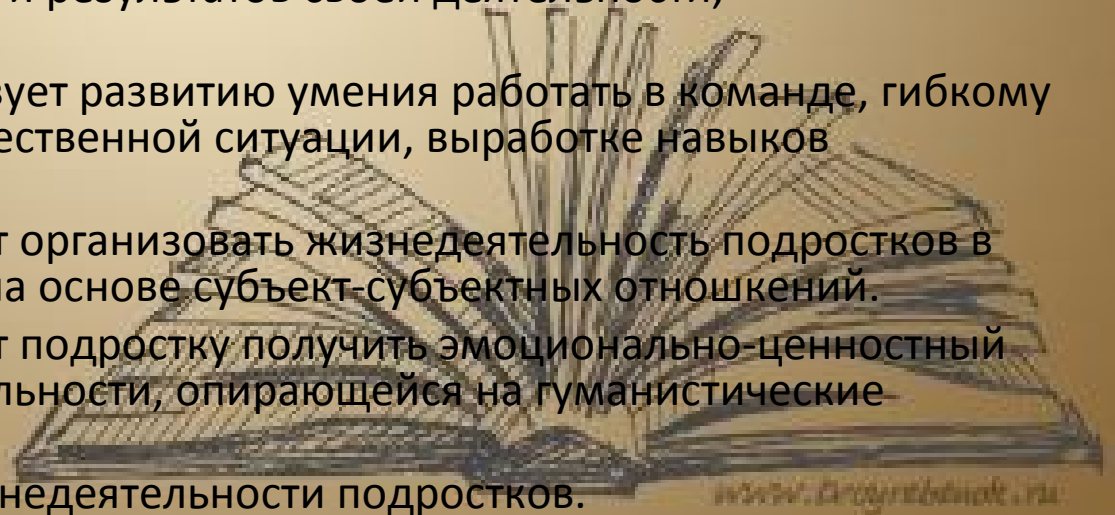 и результатов своей деятельности,
вует развитию умения работать в команде, гибкому
ественной ситуации, выработке навыков
т организовать жизнедеятельность подростков в
на основе субъект-субъектных отношкений.
т подростку получить эмоционально-ценностный
льности, опирающейся на гуманистические
недеятельности подростков.